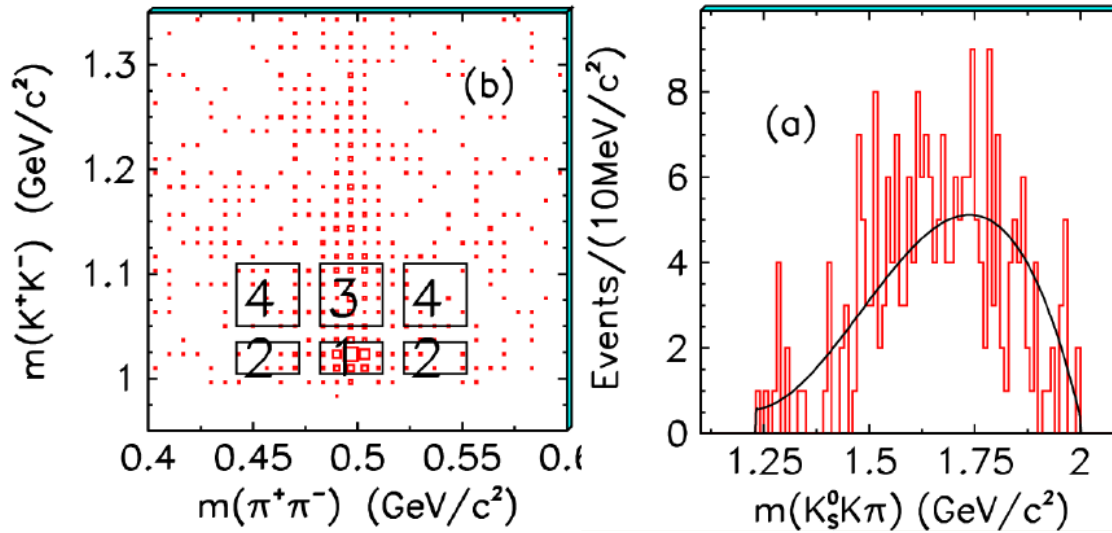 m(K⁺K⁻) (GeV/c²)
1.3
1.2
1.1
1
(b)
4 3 4
2 1 2
0.4 0.45 0.5 0.55 0.6
m(π⁺π⁻) (GeV/c²)
Events/(10MeV/c²)
8
6
4
2
0
(a)
1.25 1.5 1.75 2
m(K⁰ₛKπ) (GeV/c²)